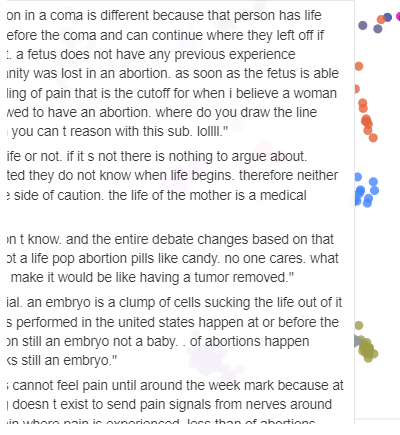 on in a coma is different because that person has life
efore the coma and can continue where they left off if
t. a fetus does not have any previous experience
nity was lost in an abortion. as soon as the fetus is able
ling of pain that is the cutoff for when i believe a woman
wed to have an abortion. where do you draw the line
you can t reason with this sub. lollll."
ife or not. if it s not there is nothing to argue about.
ted they do not know when life begins. therefore neither
e side of caution. the life of the mother is a medical
n t know. and the entire debate changes based on that
ot a life pop abortion pills like candy. no one cares. what
make it would be like having a tumor removed."
ial. an embryo is a clump of cells sucking the life out of it
s performed in the united states happen at or before the
on still an embryo not a baby. . of abortions happen
ks still an embryo."
s cannot feel pain until around the week mark because at
doesn t exist to send pain signals from nerves around
in where pain is experienced. less than of abortions